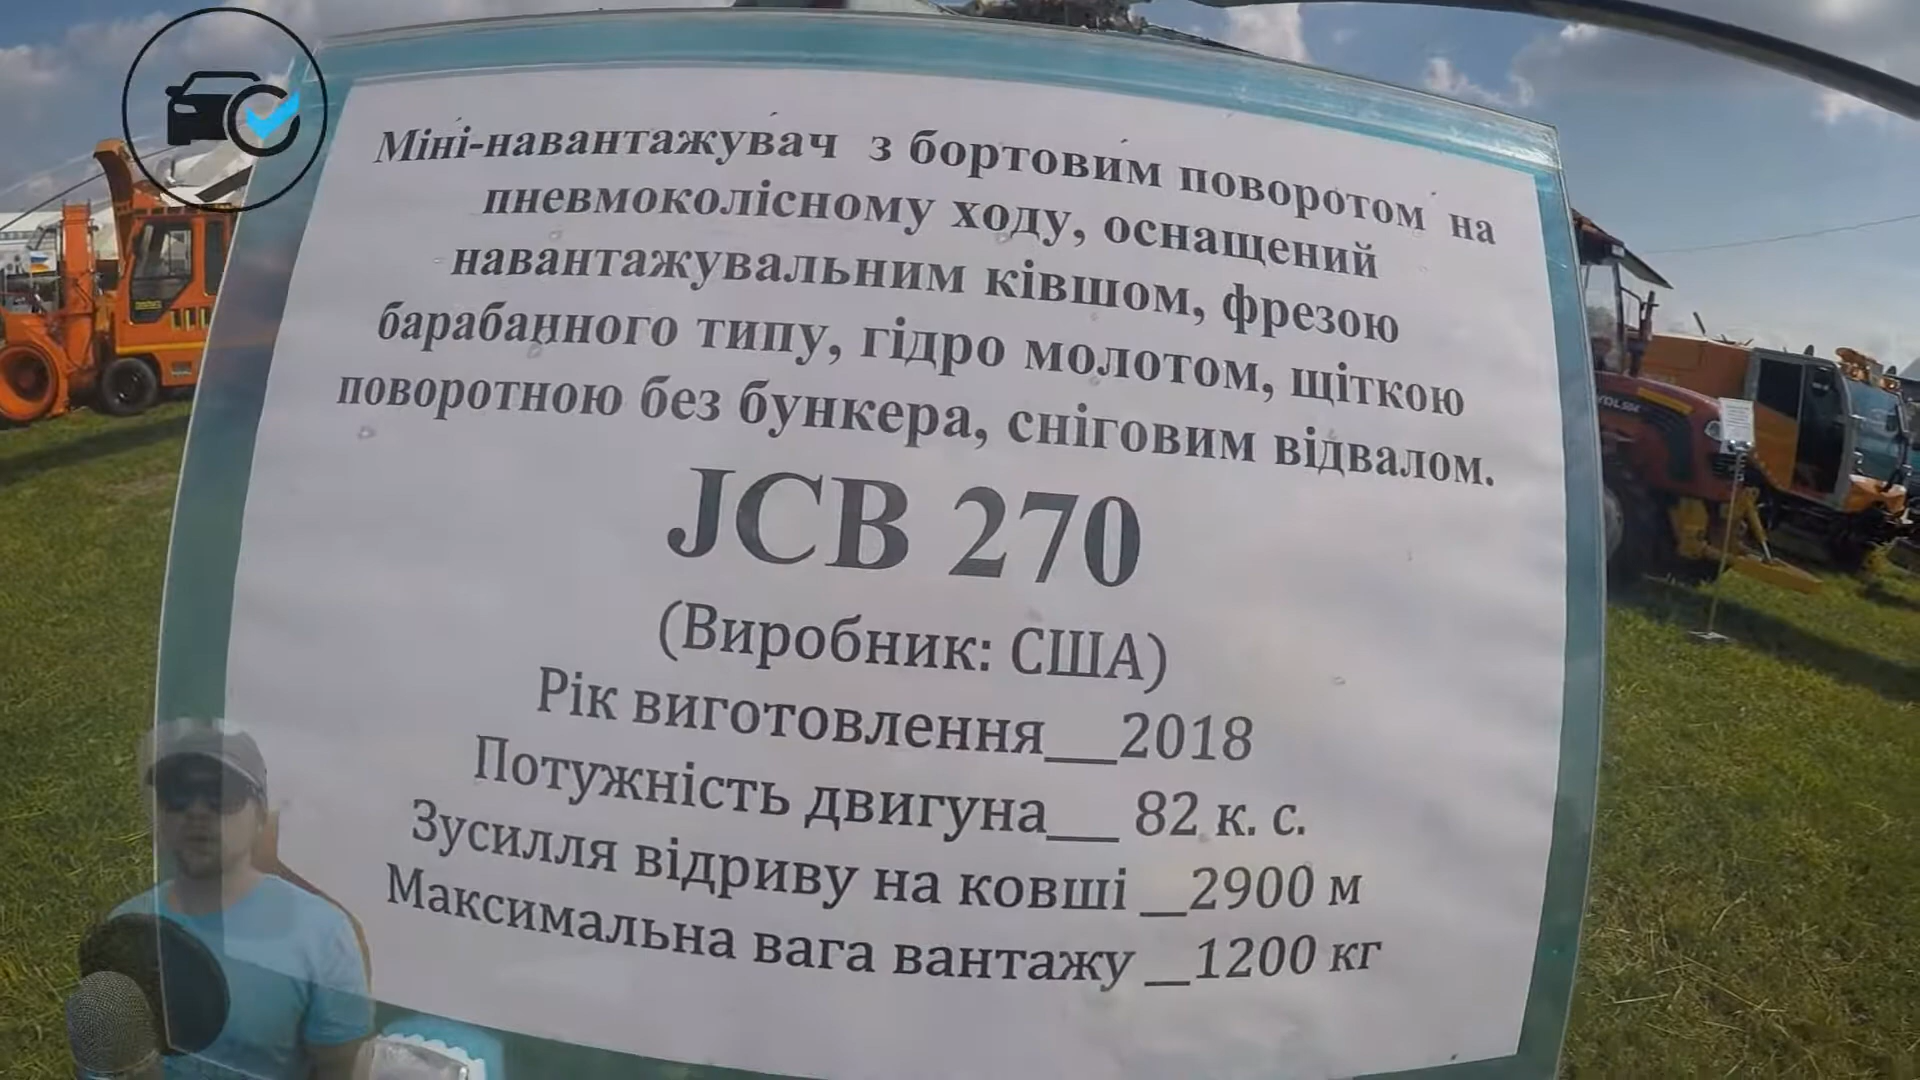 Міні-навантажувач з бортовим поворотом на
пневмоколісному ходу, оснащений
навантажувальним ківшом, фрезою
барабанного типу, гідро молотом, щіткою
поворотною без бункера, сніговим відвалом.
JCB 270
(Виробник: США)
Рік виготовлення__2018
Потужність двигуна__ 82 к. с.
Зусилля відриву на ковші __2900 м
Максимальна вага вантажу __1200 кг